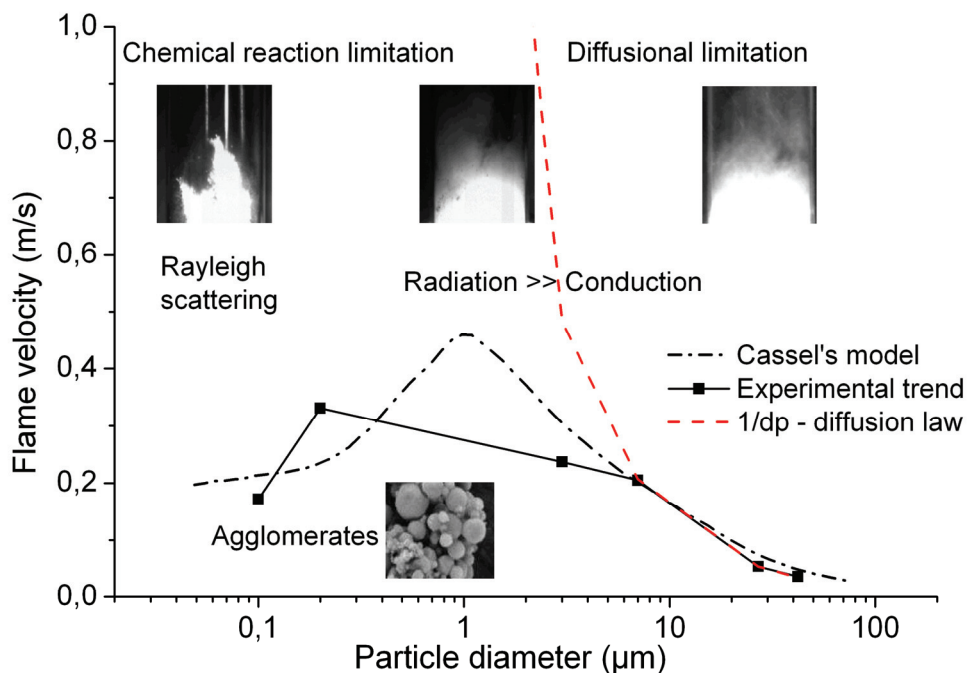 1,0
Chemical reaction limitation
Diffusional limitation
0,8
0,6
Rayleigh
scattering
Radiation >> Conduction
0,4
Cassel's model
Experimental trend
1/dp - diffusion law
0,2
Agglomerates
0,0
0,1
1
10
100
Flame velocity (m/s)
Particle diameter (µm)